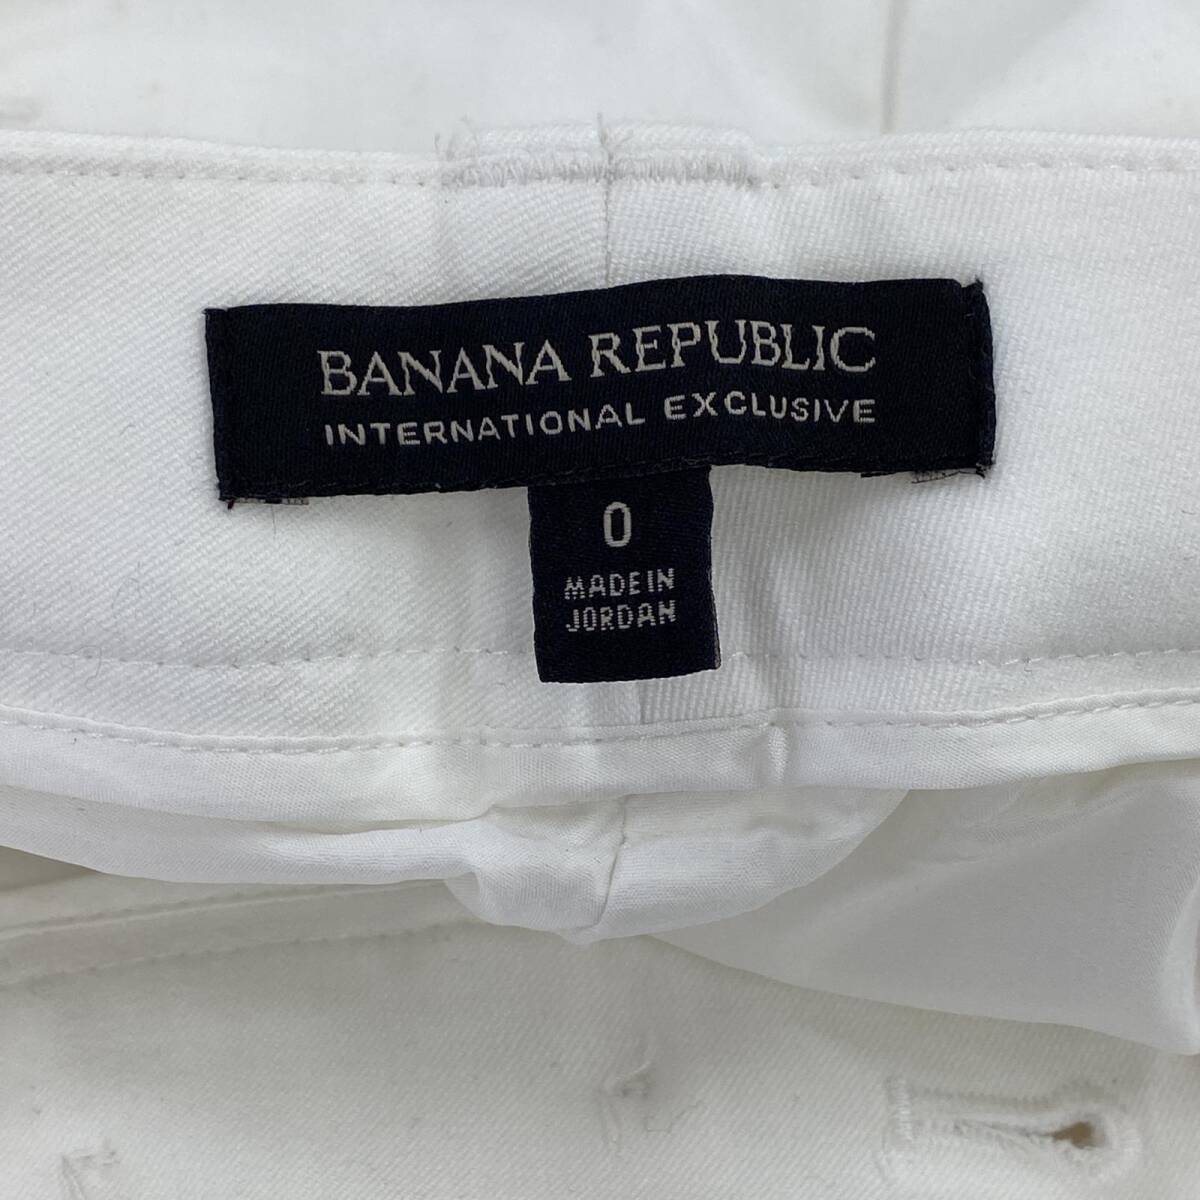 BANANA REPUBLIC
INTERNATIONAL EXCLUSIVE
0
MADE IN
JORDAN